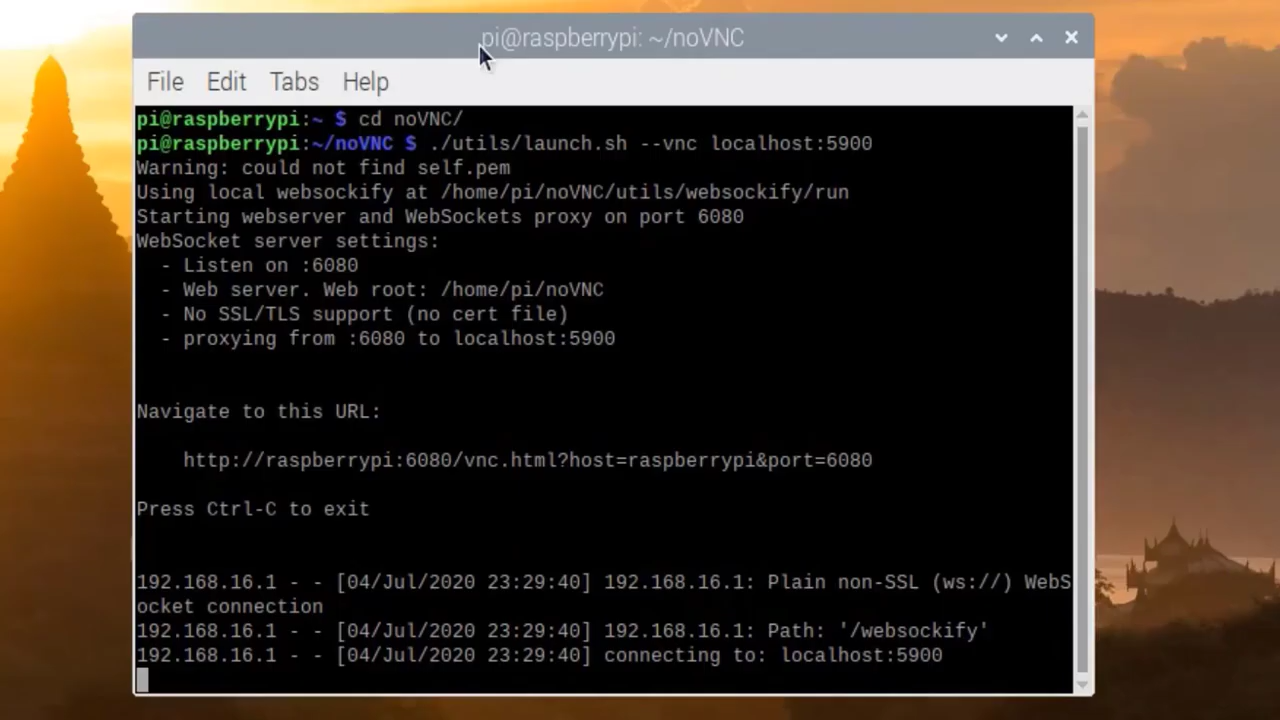 pi@raspberrypi: ~/noVNC
File Edit Tabs Help
pi@raspberrypi:~ $ cd noVNC/
pi@raspberrypi:~/noVNC $ ./utils/launch.sh --vnc localhost:5900
Warning: could not find self.pem
Using local websockify at /home/pi/noVNC/utils/websockify/run
Starting webserver and WebSockets proxy on port 6080
WebSocket server settings:
  - Listen on :6080
  - Web server. Web root: /home/pi/noVNC
  - No SSL/TLS support (no cert file)
  - proxying from :6080 to localhost:5900
Navigate to this URL:
    http://raspberrypi:6080/vnc.html?host=raspberrypi&port=6080
Press Ctrl-C to exit
192.168.16.1 - - [04/Jul/2020 23:29:40] 192.168.16.1: Plain non-SSL (ws://) WebS
ocket connection
192.168.16.1 - - [04/Jul/2020 23:29:40] 192.168.16.1: Path: '/websockify'
192.168.16.1 - - [04/Jul/2020 23:29:40] connecting to: localhost:5900